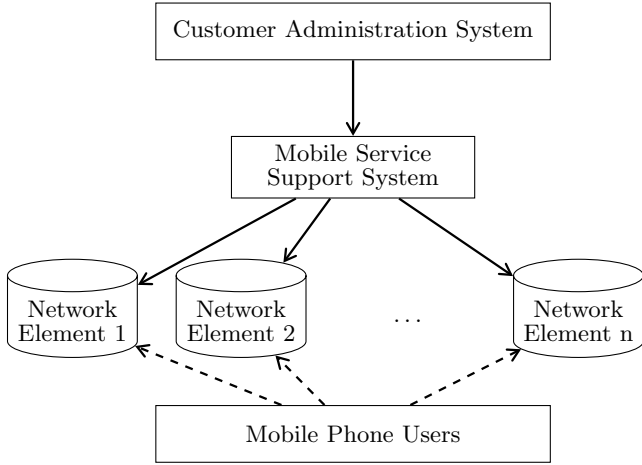 Customer Administration System
Mobile Service
Support System
Network
Element 1
Network
Element 2
...
Network
Element n
Mobile Phone Users